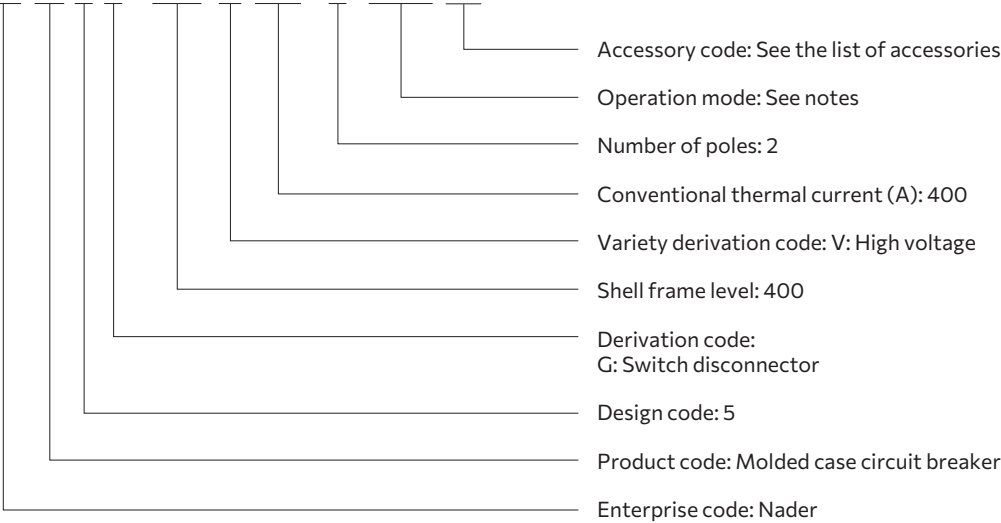 Accessory code: See the list of accessories
Operation mode: See notes
Number of poles: 2
Conventional thermal current (A): 400
Variety derivation code: V: High voltage
Shell frame level: 400
Derivation code:
G: Switch disconnector
Design code: 5
Product code: Molded case circuit breaker
Enterprise code: Nader